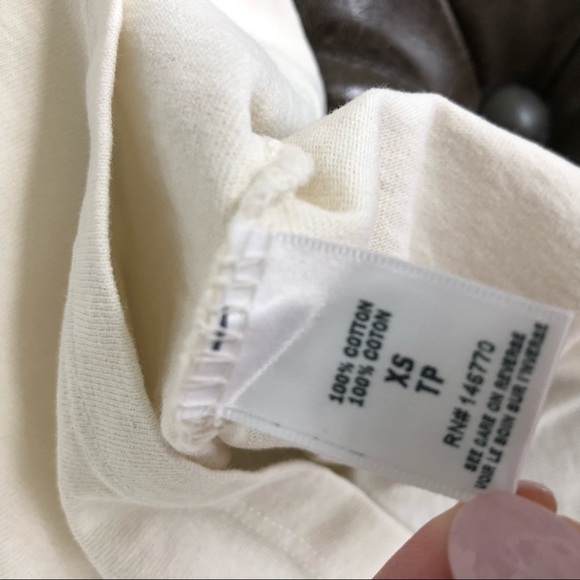 100% COTTON
100% COTON
XS
TP
RN# 146770
SEE CARE ON REVERSE
VOIR LE SOIN SUR I'INVERSE